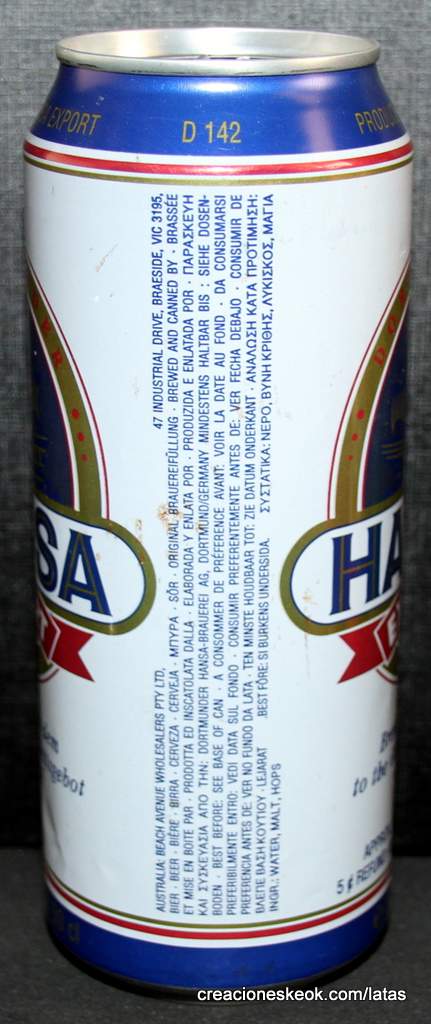 EXPORT
D 142
PROD
AUSTRALIA: BEACH AVENUE WHOLESALERS PTY LTD, 47 INDUSTRIAL DRIVE, BRAESIDE, VIC 3195,
BIER · BEER · BIÈRE · BIRRA · CERVEZA · CERVEJA · ΜΠΥΡΑ · SÖR · ORIGINAL-BRAUEREIFÜLLUNG · BREWED AND CANNED BY · BRASSÉE
ET MISE EN BOITE PAR · PRODOTTA ED INSCATOLATA DALLA · ELABORADA Y ENLATA POR · PRODUZIDA E ENLATADA POR · ΠΑΡΑΣΚΕΥΗ
ΚΑΙ ΣΥΣΚΕΥΑΣΙΑ ΑΠΟ ΤΗΝ: DORTMUNDER HANSA-BRAUEREI AG, DORTMUND/GERMANY MINDESTENS HALTBAR BIS : SIEHE DOSEN-
BODEN · BEST BEFORE: SEE BASE OF CAN · A CONSOMMER DE PRÉFERENCE AVANT: VOIR LA DATE AU FOND · DA CONSUMARSI
PREFERIBILMENTE ENTRO: VEDI DATA SUL FONDO · CONSUMIR PREFERENTEMENTE ANTES DE: VER FECHA DEBAJO · CONSUMIR DE
PREFERENCIA ANTES DE: VER NO FUNDO DA LATA · TEN MINSTE HOUDBAAR TOT: ZIE DATUM ONDERKANT · ΑΝΑΛΩΣΗ ΚΑΤΑ ΠΡΟΤΙΜΗΣΗ:
ΒΛΕΠΕ ΒΑΣΗ ΚΟΥΤΙΟΥ · LEJÁRAT .BEST FÖRE: SI BURKENS UNDERSIDA. ΣΥΣΤΑΤΙΚΑ: ΝΕΡΟ, ΒΥΝΗ ΚΡΙΘΗΣ, ΛΥΚΙΣΚΟΣ, ΜΑΓΙΑ
INGR.: WATER, MALT, HOPS
SA
HA
to the
5¢ REFUND
cl
creacioneskeok.com/latas